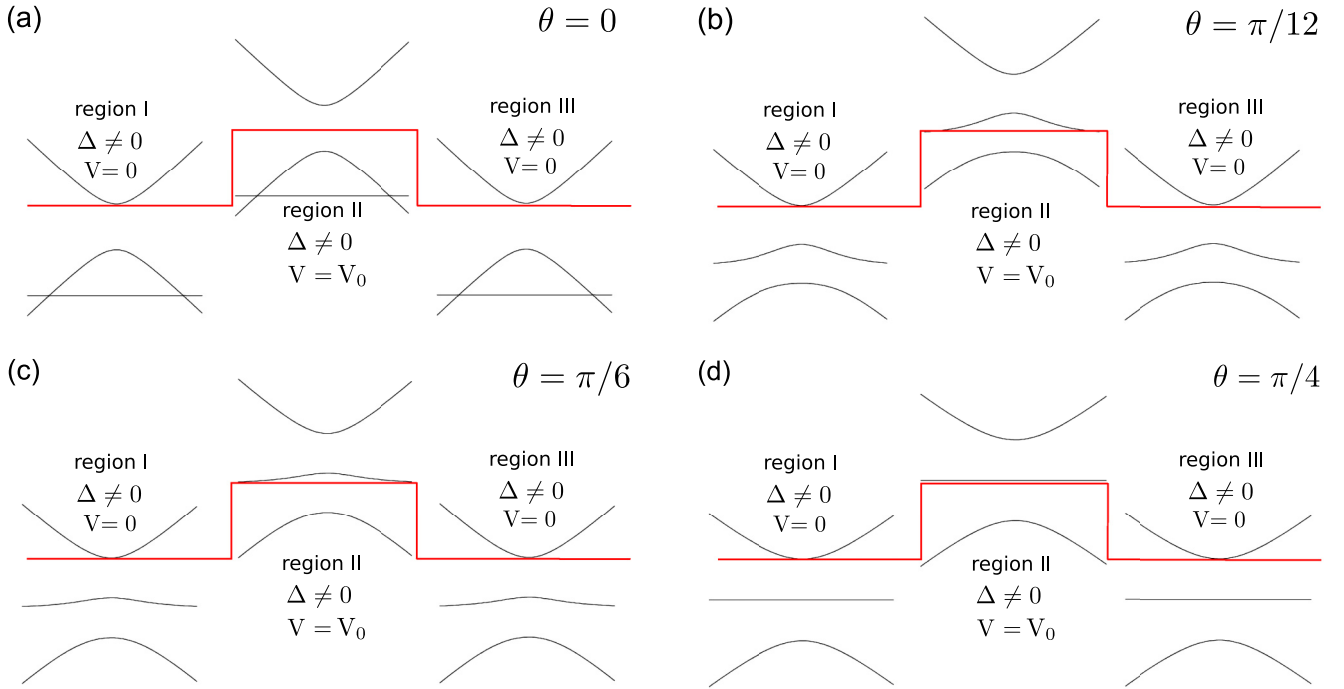 (a)
θ = 0
region I
Δ ≠ 0
V= 0
region III
Δ ≠ 0
V= 0
region II
Δ ≠ 0
V = V₀
(b)
θ = π/12
region I
Δ ≠ 0
V= 0
region III
Δ ≠ 0
V= 0
region II
Δ ≠ 0
V = V₀
(c)
θ = π/6
region I
Δ ≠ 0
V= 0
region III
Δ ≠ 0
V= 0
region II
Δ ≠ 0
V = V₀
(d)
θ = π/4
region I
Δ ≠ 0
V= 0
region III
Δ ≠ 0
V= 0
region II
Δ ≠ 0
V = V₀